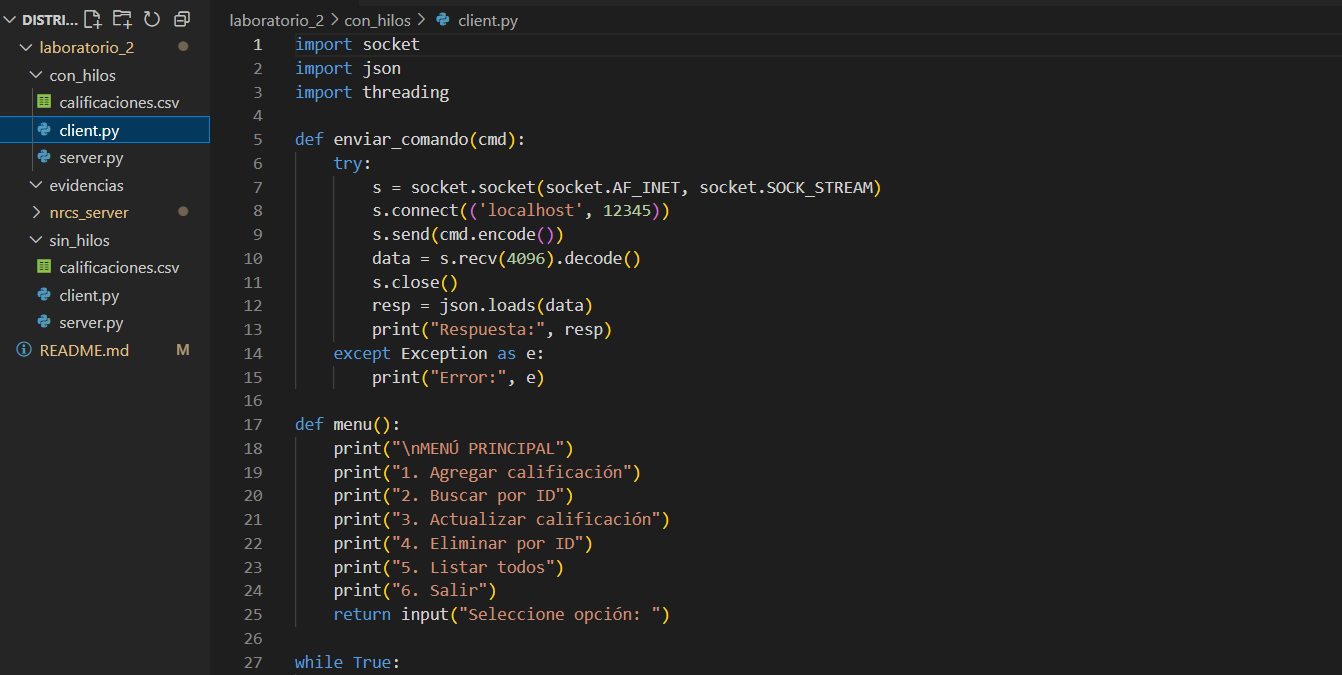 DISTRI...
laboratorio_2
con_hilos
calificaciones.csv
client.py
server.py
evidencias
nrcs_server
sin_hilos
calificaciones.csv
client.py
server.py
README.md M
laboratorio_2 > con_hilos > client.py
1 import socket
2 import json
3 import threading
4
5 def enviar_comando(cmd):
6     try:
7         s = socket.socket(socket.AF_INET, socket.SOCK_STREAM)
8         s.connect(('localhost', 12345))
9         s.send(cmd.encode())
10         data = s.recv(4096).decode()
11         s.close()
12         resp = json.loads(data)
13         print("Respuesta:", resp)
14     except Exception as e:
15         print("Error:", e)
16
17 def menu():
18     print("\nMENÚ PRINCIPAL")
19     print("1. Agregar calificación")
20     print("2. Buscar por ID")
21     print("3. Actualizar calificación")
22     print("4. Eliminar por ID")
23     print("5. Listar todos")
24     print("6. Salir")
25     return input("Seleccione opción: ")
26
27 while True: